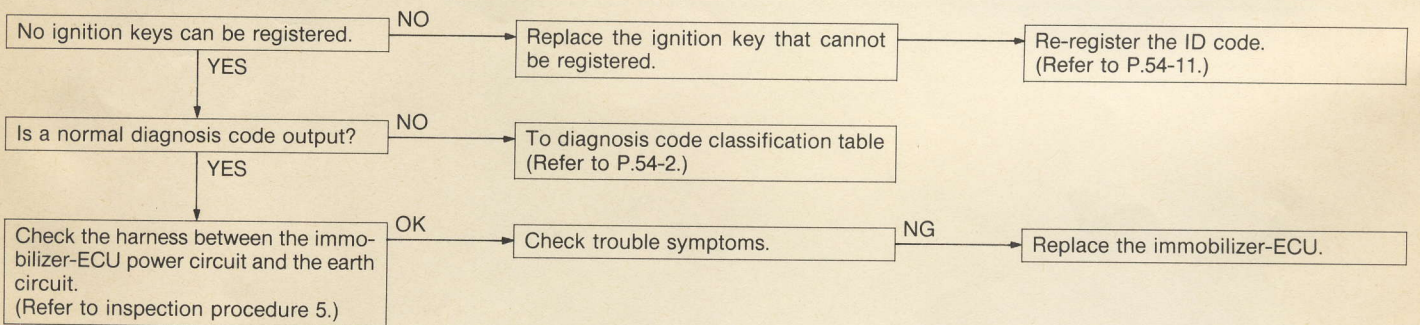 No ignition keys can be registered.
NO
Replace the ignition key that cannot
be registered.
Re-register the ID code.
(Refer to P.54-11.)
YES
Is a normal diagnosis code output?
NO
To diagnosis code classification table
(Refer to P.54-2.)
YES
Check the harness between the immo-
bilizer-ECU power circuit and the earth
circuit.
(Refer to inspection procedure 5.)
OK
Check trouble symptoms.
NG
Replace the immobilizer-ECU.